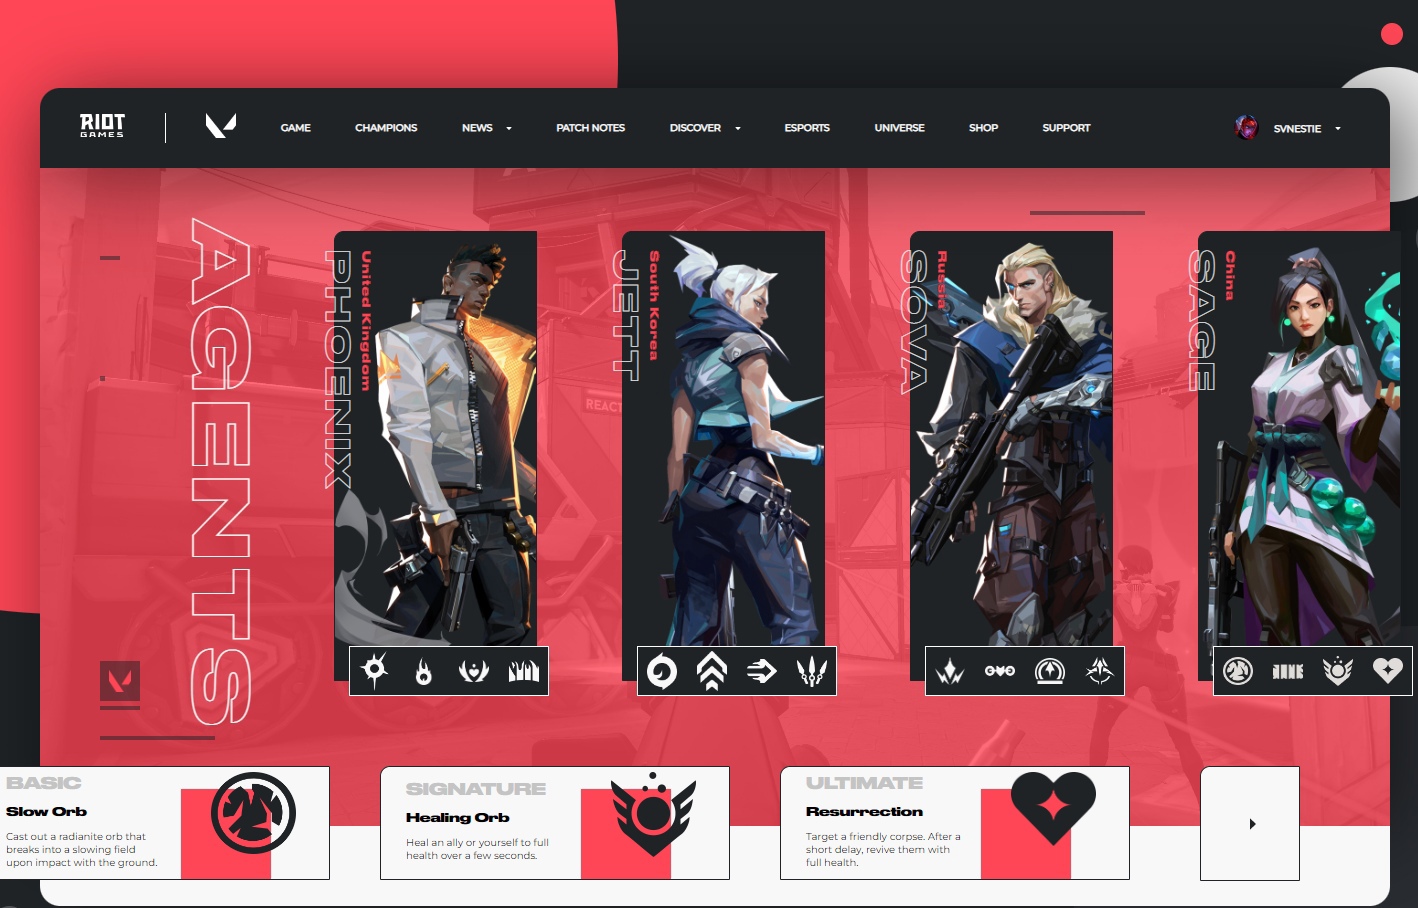 RIOT
GAMES
GAME
CHAMPIONS
NEWS
PATCH NOTES
DISCOVER
ESPORTS
UNIVERSE
SHOP
SUPPORT
SVNESTIE
AGENTS
PHOENIX
United Kingdom
JETT
South Korea
SOVA
Russia
SAGE
China
REACT
BASIC
Slow Orb
Cast out a radianite orb that
breaks into a slowing field
upon impact with the ground.
SIGNATURE
Healing Orb
Heal an ally or yourself to full
health over a few seconds.
ULTIMATE
Resurrection
Target a friendly corpse. After a
short delay, revive them with
full health.